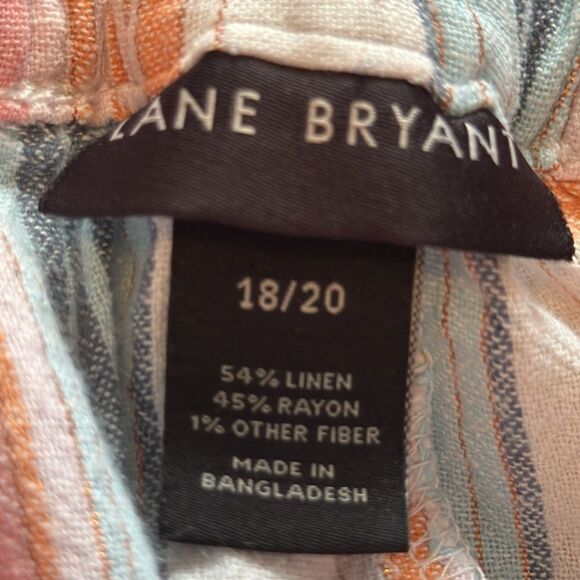 LANE BRYANT
18/20
54% LINEN
45% RAYON
1% OTHER FIBER
MADE IN
BANGLADESH